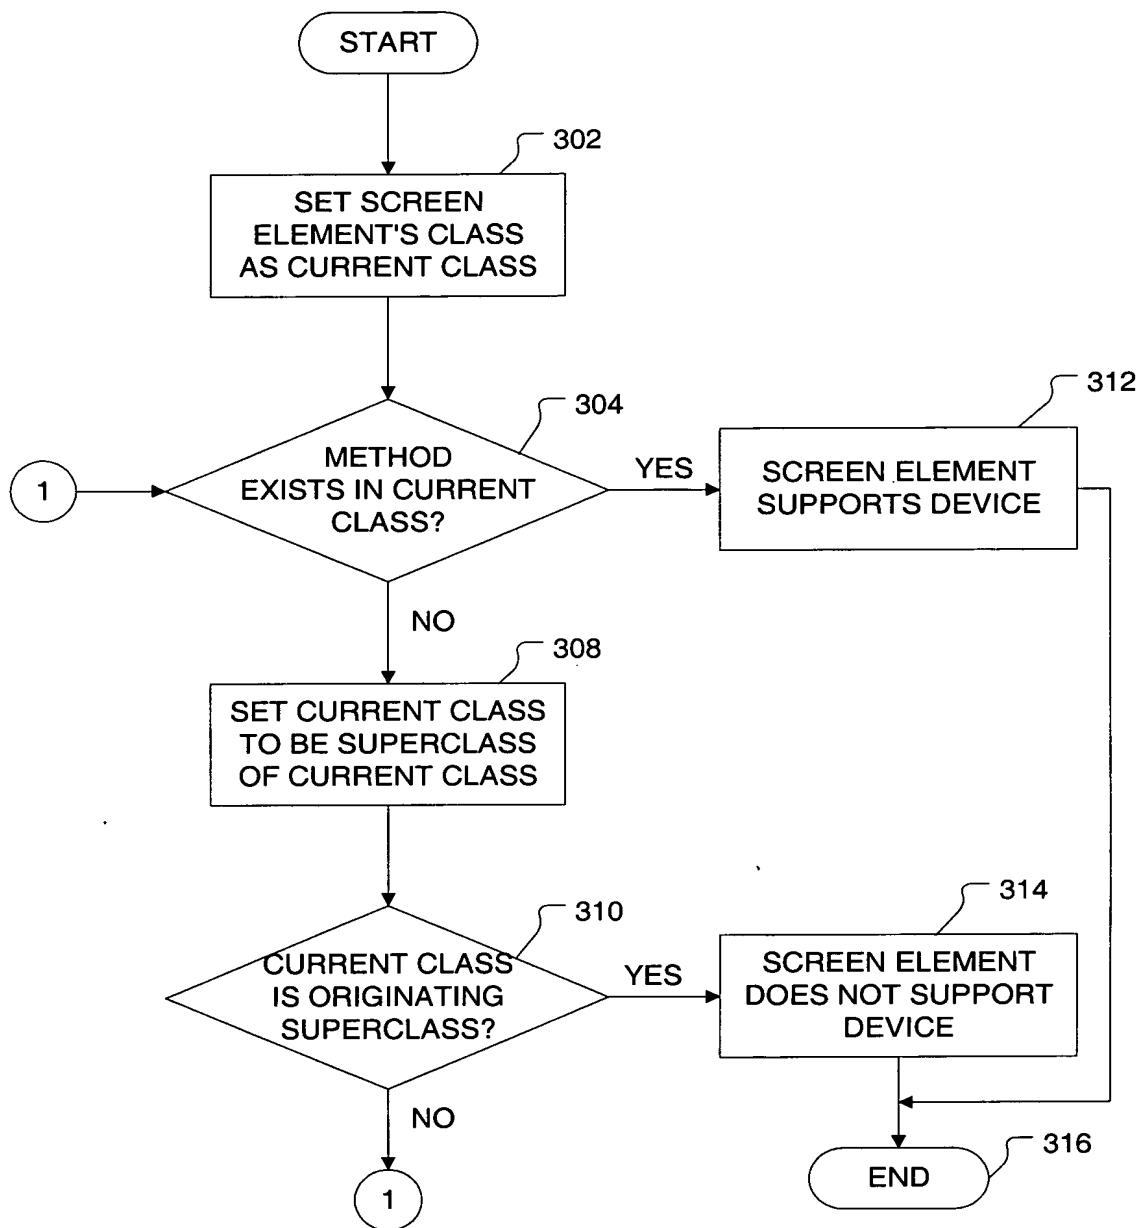 START
302
SET SCREEN
ELEMENT'S CLASS
AS CURRENT CLASS
304
METHOD
EXISTS IN CURRENT
CLASS?
1
YES
312
SCREEN ELEMENT
SUPPORTS DEVICE
NO
308
SET CURRENT CLASS
TO BE SUPERCLASS
OF CURRENT CLASS
310
CURRENT CLASS
IS ORIGINATING
SUPERCLASS?
YES
314
SCREEN ELEMENT
DOES NOT SUPPORT
DEVICE
NO
1
END
316